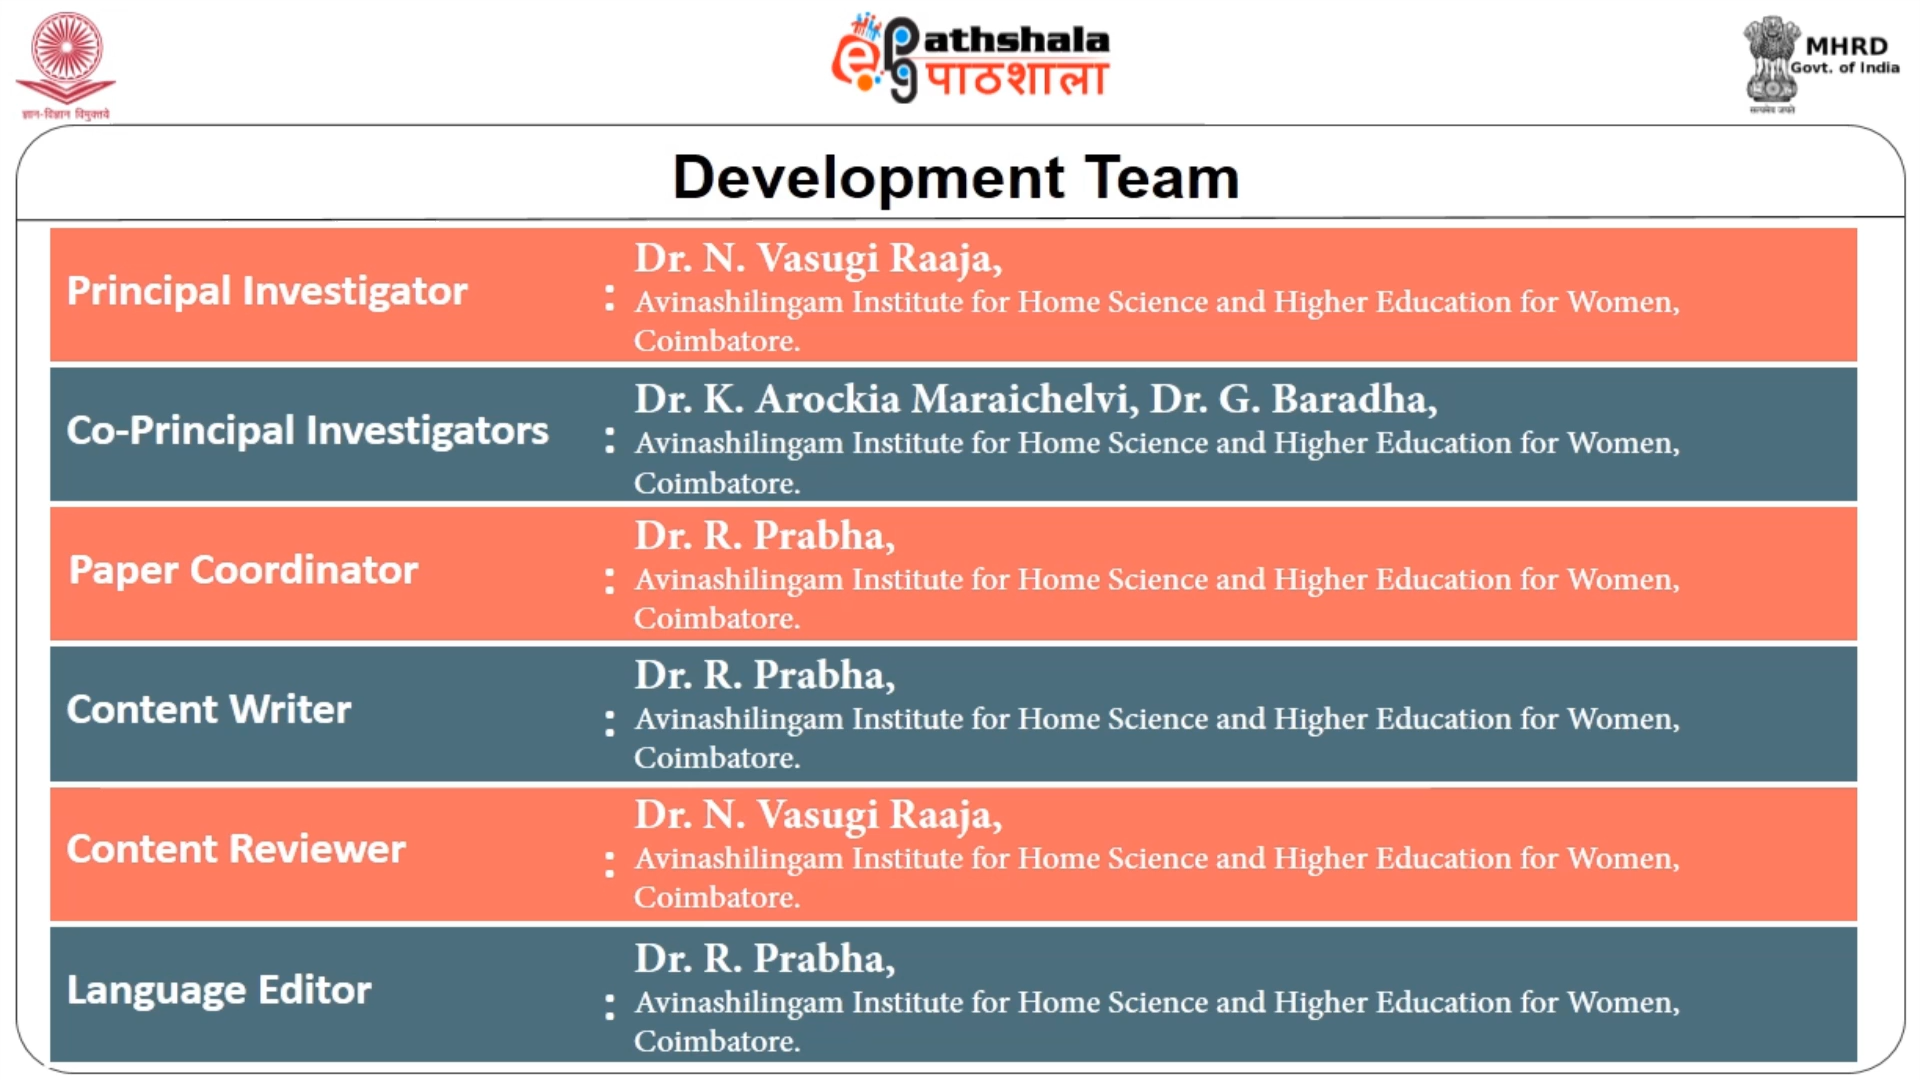 ज्ञान-विज्ञान विमुक्तये
e Pg athshala
पाठशाला
MHRD
Govt. of India
सत्यमेव जयते
Development Team
Principal Investigator
:
Dr. N. Vasugi Raaja,
Avinashilingam Institute for Home Science and Higher Education for Women,
Coimbatore.
Co-Principal Investigators
:
Dr. K. Arockia Maraichelvi, Dr. G. Baradha,
Avinashilingam Institute for Home Science and Higher Education for Women,
Coimbatore.
Paper Coordinator
:
Dr. R. Prabha,
Avinashilingam Institute for Home Science and Higher Education for Women,
Coimbatore.
Content Writer
:
Dr. R. Prabha,
Avinashilingam Institute for Home Science and Higher Education for Women,
Coimbatore.
Content Reviewer
:
Dr. N. Vasugi Raaja,
Avinashilingam Institute for Home Science and Higher Education for Women,
Coimbatore.
Language Editor
:
Dr. R. Prabha,
Avinashilingam Institute for Home Science and Higher Education for Women,
Coimbatore.